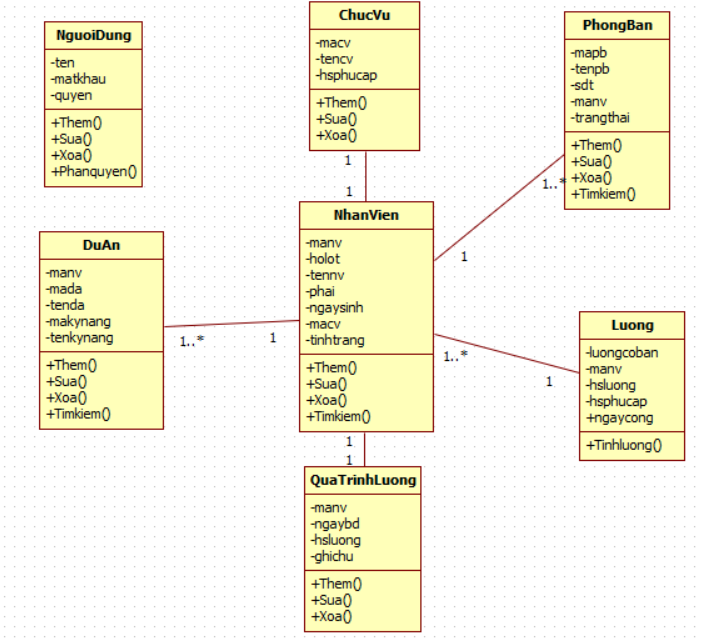 NguoiDung
-ten
-matkhau
-quyen
+Them()
+Sua()
+Xoa()
+Phanquyen()
ChucVu
-macv
-tencv
-hsphucap
+Them()
+Sua()
+Xoa()
PhongBan
-mapb
-tenpb
-sdt
-manv
-trangthai
+Them()
+Sua()
+Xoa()
+Timkiem()
1
1
1..*
1
NhanVien
-manv
-holot
-tennv
-phai
-ngaysinh
-macv
-tinhtrang
+Them()
+Sua()
+Xoa()
+Timkiem()
DuAn
-manv
-mada
-tenda
-makynang
-tenkynang
+Them()
+Sua()
+Xoa()
+Timkiem()
1..*
1
1..*
1
Luong
-luongcoban
-manv
-hsluong
-hsphucap
+ngaycong
+Tinhluong()
1
1
QuaTrinhLuong
-manv
-ngaybd
-hsluong
-ghichu
+Them()
+Sua()
+Xoa()